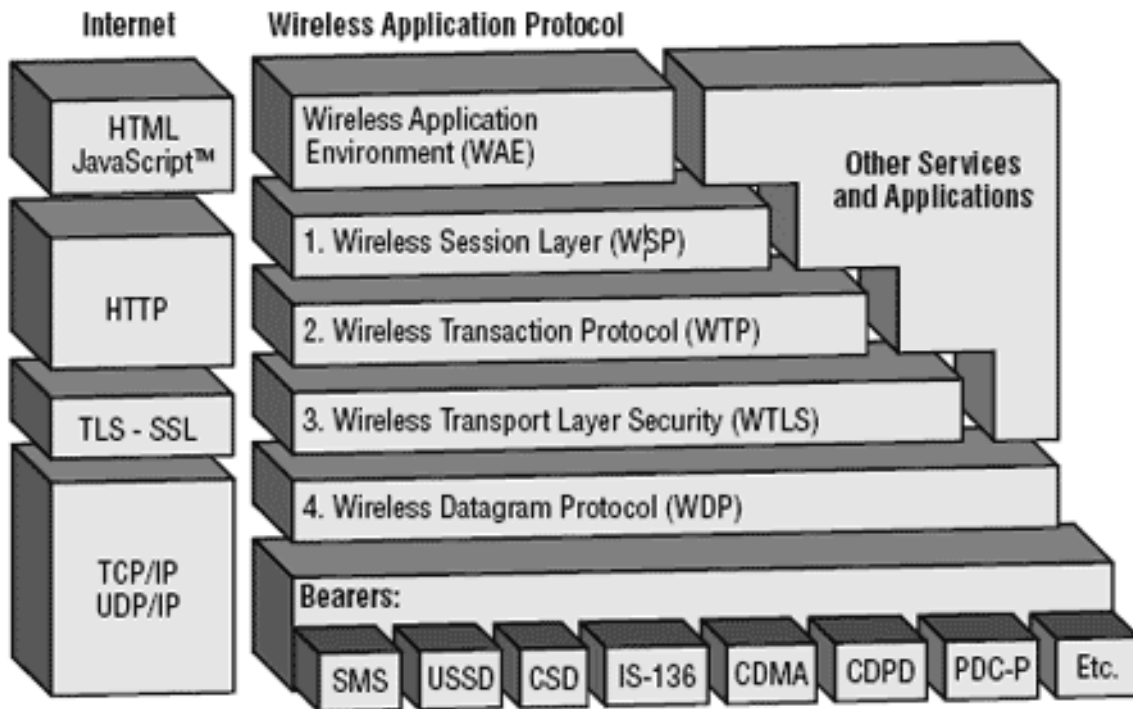 Internet
Wireless Application Protocol
HTML
JavaScript™
HTTP
TLS - SSL
TCP/IP
UDP/IP
Wireless Application
Environment (WAE)
Other Services
and Applications
1. Wireless Session Layer (WSP)
2. Wireless Transaction Protocol (WTP)
3. Wireless Transport Layer Security (WTLS)
4. Wireless Datagram Protocol (WDP)
Bearers:
SMS
USSD
CSD
IS-136
CDMA
CDPD
PDC-P
Etc.